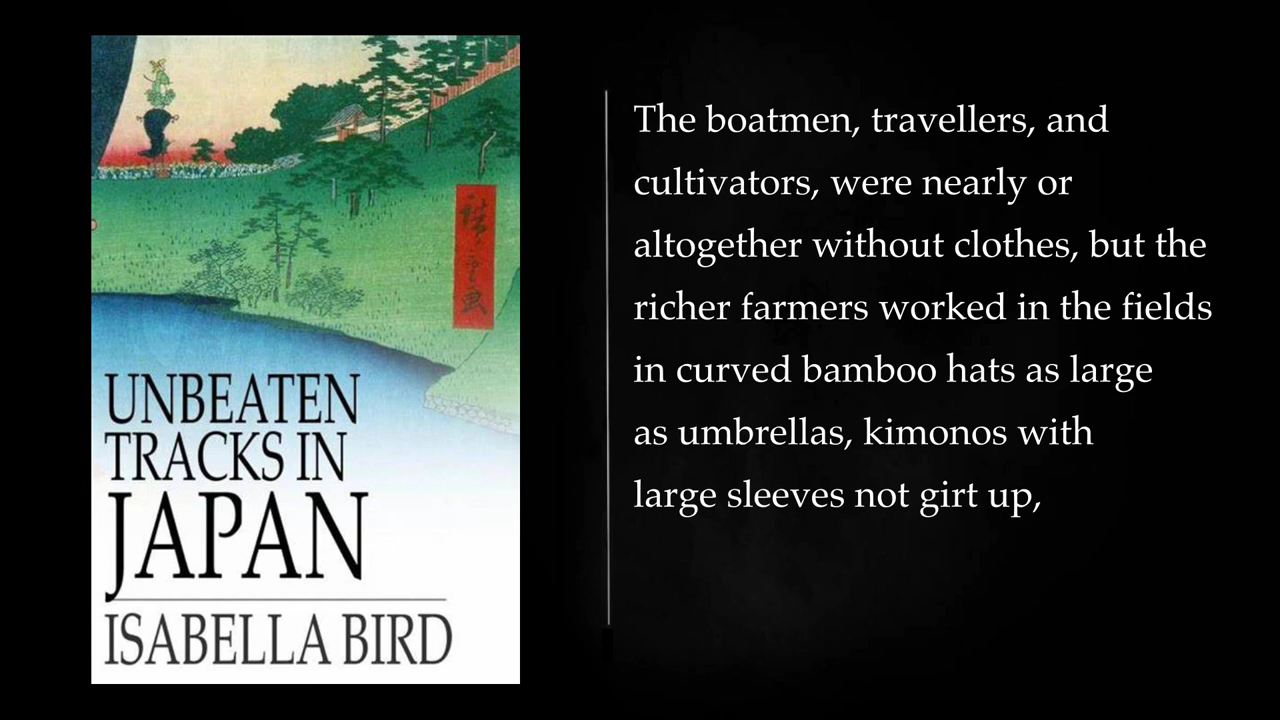 UNBEATEN
TRACKS IN
JAPAN
ISABELLA BIRD
The boatmen, travellers, and
cultivators, were nearly or
altogether without clothes, but the
richer farmers worked in the fields
in curved bamboo hats as large
as umbrellas, kimonos with
large sleeves not girt up,